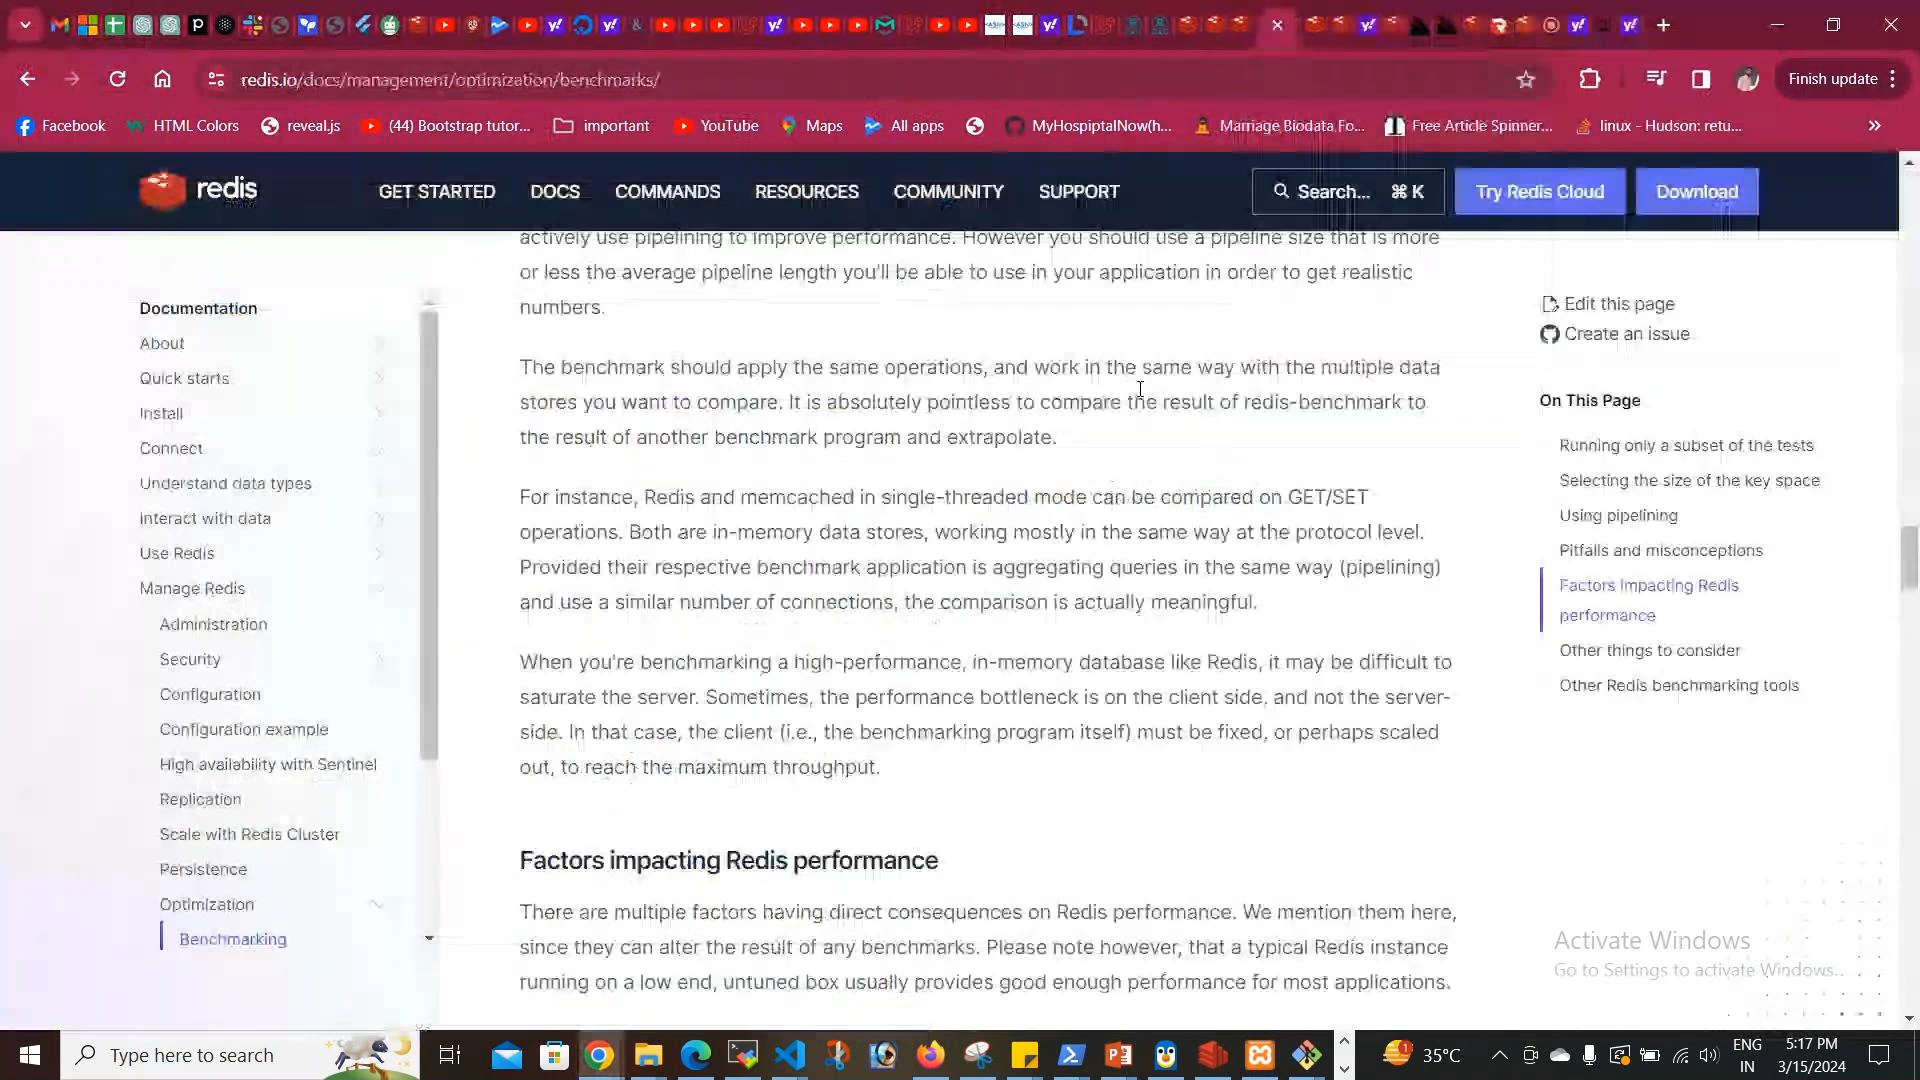 redis.io/docs/management/optimization/benchmarks/
Finish update
Facebook
HTML Colors
reveal.js
(44) Bootstrap tutor...
important
YouTube
Maps
All apps
MyHospiptalNow(h...
Marriage Biodata Fo...
Free Article Spinner...
linux - Hudson: retu...
redis
GET STARTED
DOCS
COMMANDS
RESOURCES
COMMUNITY
SUPPORT
Search... ⌘ K
Try Redis Cloud
Download
Documentation
About
Quick starts
Install
Connect
Understand data types
Interact with data
Use Redis
Manage Redis
Administration
Security
Configuration
Configuration example
High availability with Sentinel
Replication
Scale with Redis Cluster
Persistence
Optimization
Benchmarking
actively use pipelining to improve performance. However you should use a pipeline size that is more
or less the average pipeline length you'll be able to use in your application in order to get realistic
numbers.
The benchmark should apply the same operations, and work in the same way with the multiple data
stores you want to compare. It is absolutely pointless to compare the result of redis-benchmark to
the result of another benchmark program and extrapolate.
For instance, Redis and memcached in single-threaded mode can be compared on GET/SET
operations. Both are in-memory data stores, working mostly in the same way at the protocol level.
Provided their respective benchmark application is aggregating queries in the same way (pipelining)
and use a similar number of connections, the comparison is actually meaningful.
When you're benchmarking a high-performance, in-memory database like Redis, it may be difficult to
saturate the server. Sometimes, the performance bottleneck is on the client side, and not the server-
side. In that case, the client (i.e., the benchmarking program itself) must be fixed, or perhaps scaled
out, to reach the maximum throughput.
Factors impacting Redis performance
There are multiple factors having direct consequences on Redis performance. We mention them here,
since they can alter the result of any benchmarks. Please note however, that a typical Redis instance
running on a low end, untuned box usually provides good enough performance for most applications.
Edit this page
Create an issue
On This Page
Running only a subset of the tests
Selecting the size of the key space
Using pipelining
Pitfalls and misconceptions
Factors impacting Redis
performance
Other things to consider
Other Redis benchmarking tools
Activate Windows
Go to Settings to activate Windows.
Type here to search
35°C
ENG
IN
5:17 PM
3/15/2024